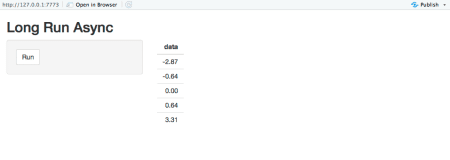 http://127.0.0.1:7773 Open in Browser Publish
Long Run Async
Run
data
-2.87
-0.64
0.00
0.64
3.31